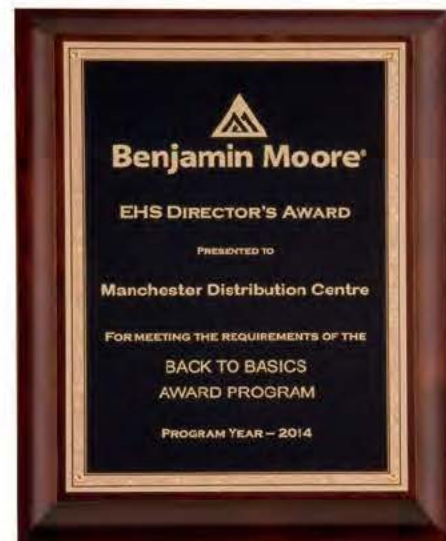 Benjamin Moore®
EHS DIRECTOR'S AWARD
PRESENTED TO
Manchester Distribution Centre
FOR MEETING THE REQUIREMENTS OF THE
BACK TO BASICS
AWARD PROGRAM
PROGRAM YEAR – 2014